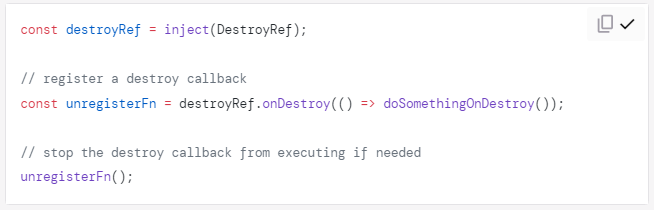 const destroyRef = inject(DestroyRef);
// register a destroy callback
const unregisterFn = destroyRef.onDestroy(() => doSomethingOnDestroy());
// stop the destroy callback from executing if needed
unregisterFn();